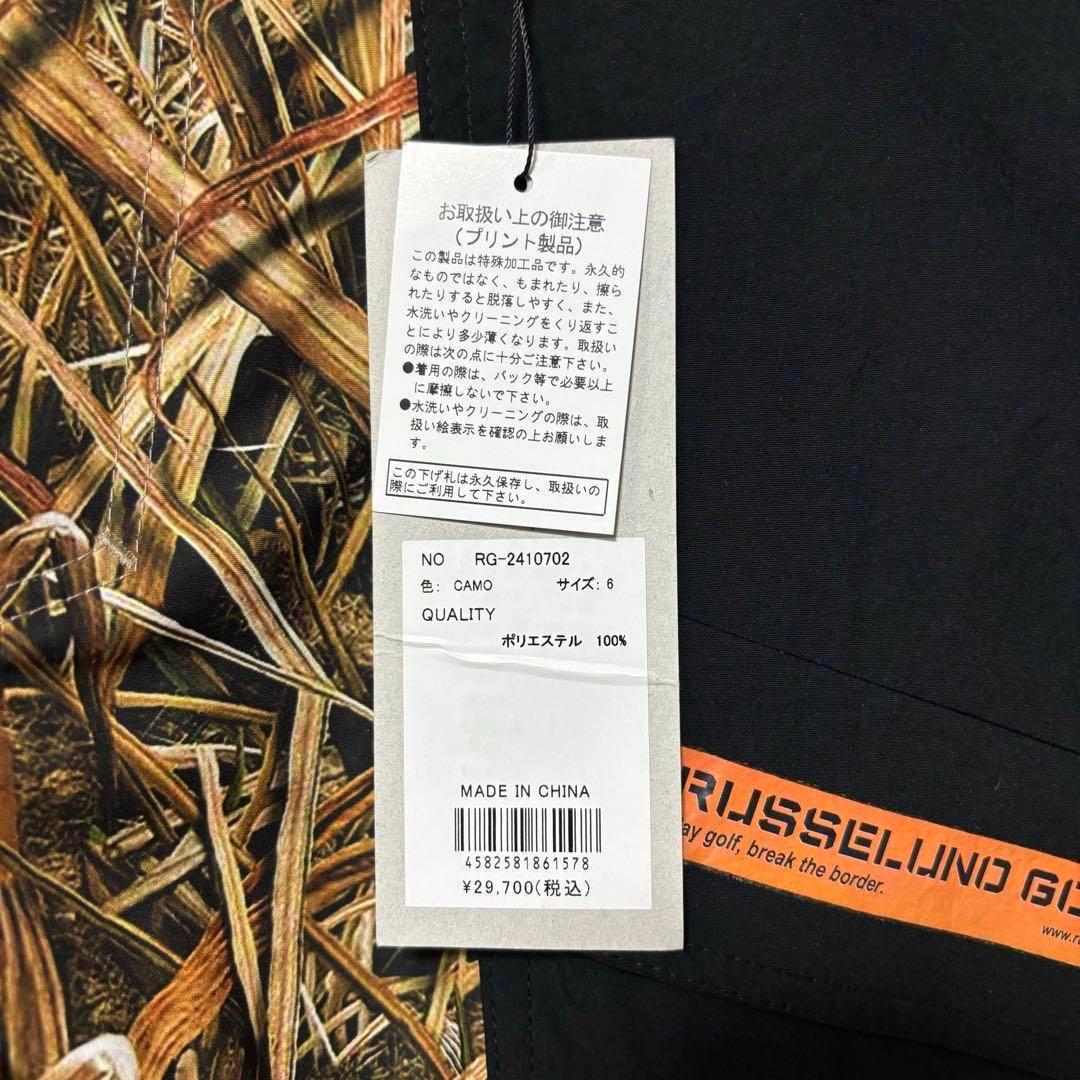 お取扱い上の御注意
（プリント製品）
この製品は特殊加工品です。永久的
なものではなく、もまれたり、擦ら
れたりすると脱落しやすく、また、
水洗いやクリーニングをくり返すこ
とにより多少薄くなります。取扱い
の際は次の点に十分ご注意下さい。
●着用の際は、バック等で必要以上
に摩擦しないで下さい。
●水洗いやクリーニングの際は、取
扱い絵表示を確認の上お願いしま
す。
この下げ札は永久保存し、取扱いの
際にご利用して下さい。
NO RG-2410702
色: CAMO サイズ: 6
QUALITY
ポリエステル 100%
MADE IN CHINA
4582581861578
¥29,700(税込)
RUSSELUNO GO
ay golf, break the border.
www.r